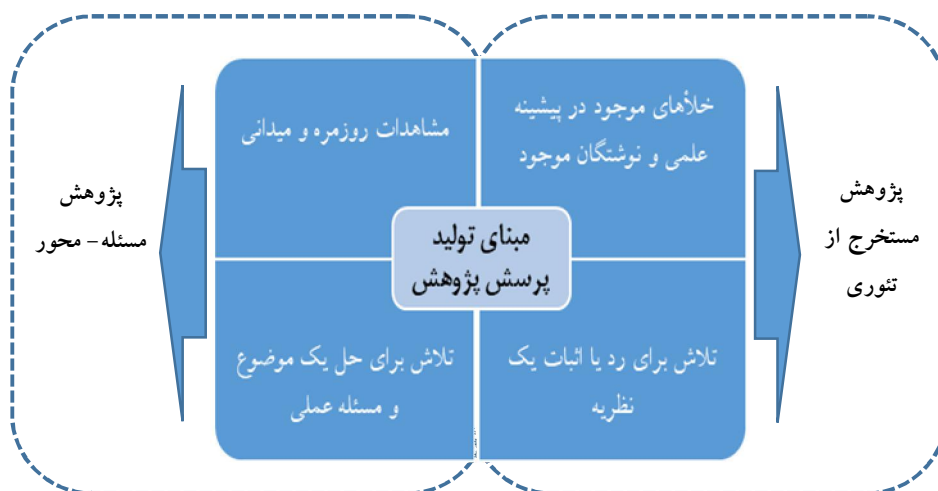 خلأهای موجود در پیشینه
علمی و نوشتگان موجود
مشاهدات روزمره و میدانی
پژوهش
مستخرج از
تئوری
مبنای تولید
پرسش پژوهش
پژوهش
مسئله- محور
تلاش برای رد یا اثبات یک
نظریه
تلاش برای حل یک موضوع
و مسئله عملی